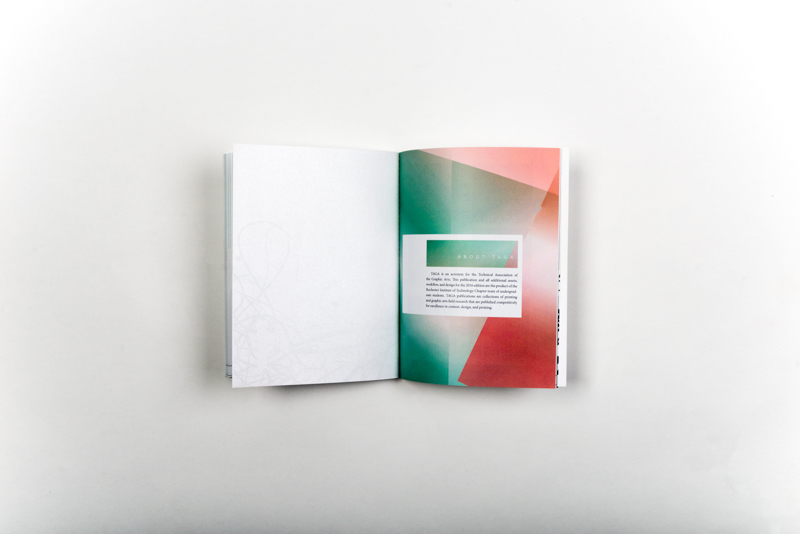 ABOUT TAGA
TAGA is an acronym for the Technical Association of
the Graphic Arts. This publication and all additional assets,
workflow, and design for the 2016 edition are the product of the
Rochester Institute of Technology Chapter team of undergrad-
uate students. TAGA publications are collections of printing
and graphic arts field research that are published competitively
for excellence in content, design, and printing.